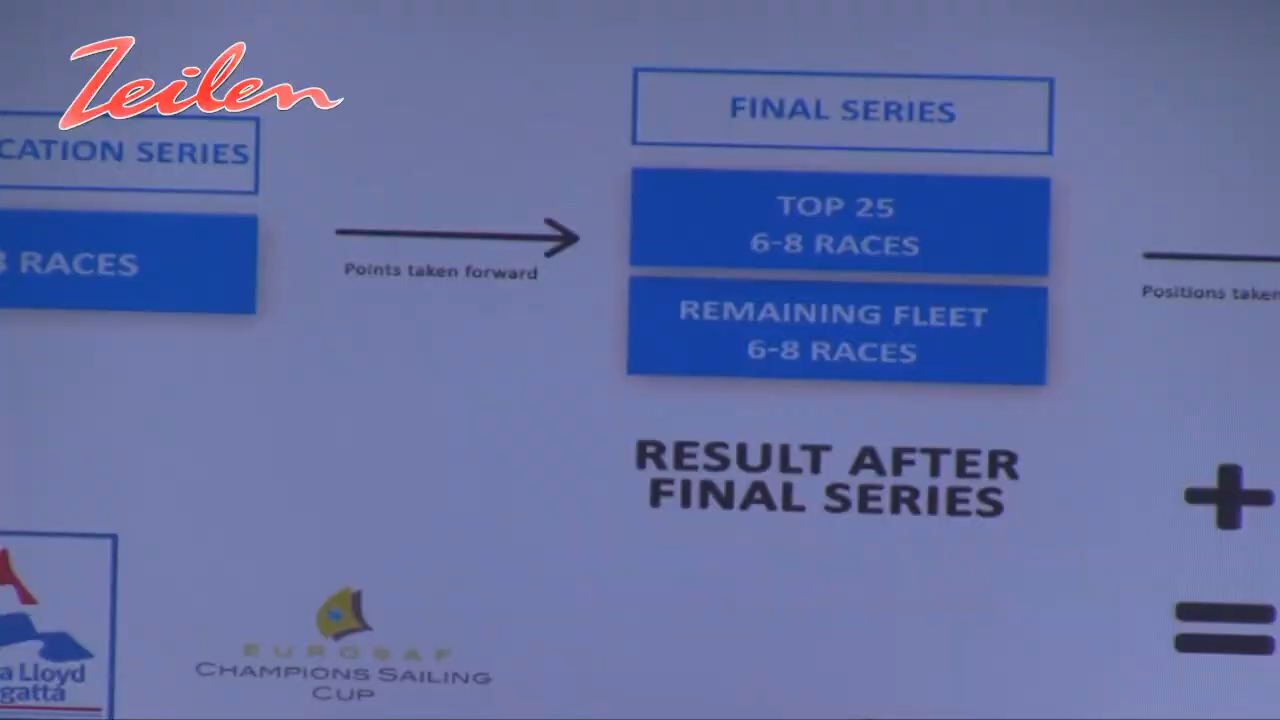 Zeilen
CATION SERIES
8 RACES
Points taken forward
FINAL SERIES
TOP 25
6-8 RACES
REMAINING FLEET
6-8 RACES
Positions taken
RESULT AFTER
FINAL SERIES
+
=
a Lloyd
gatta
EUROSAF
CHAMPIONS SAILING
CUP